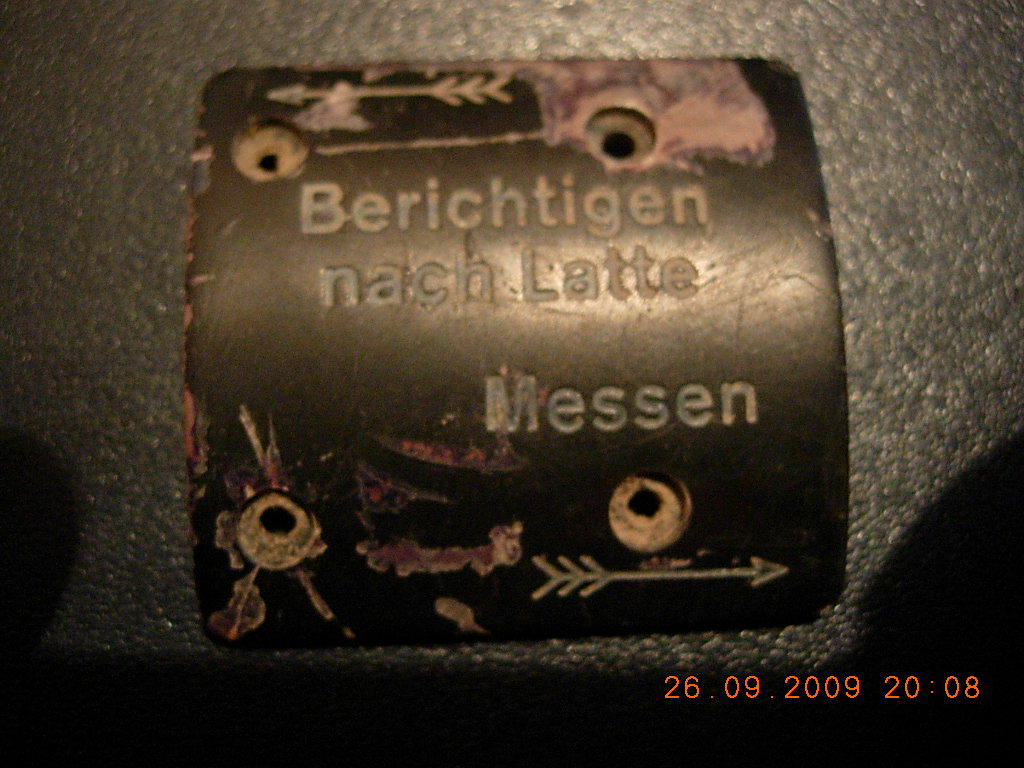 Berichtigen
nach Latte
Messen
26.09.2009 20:08